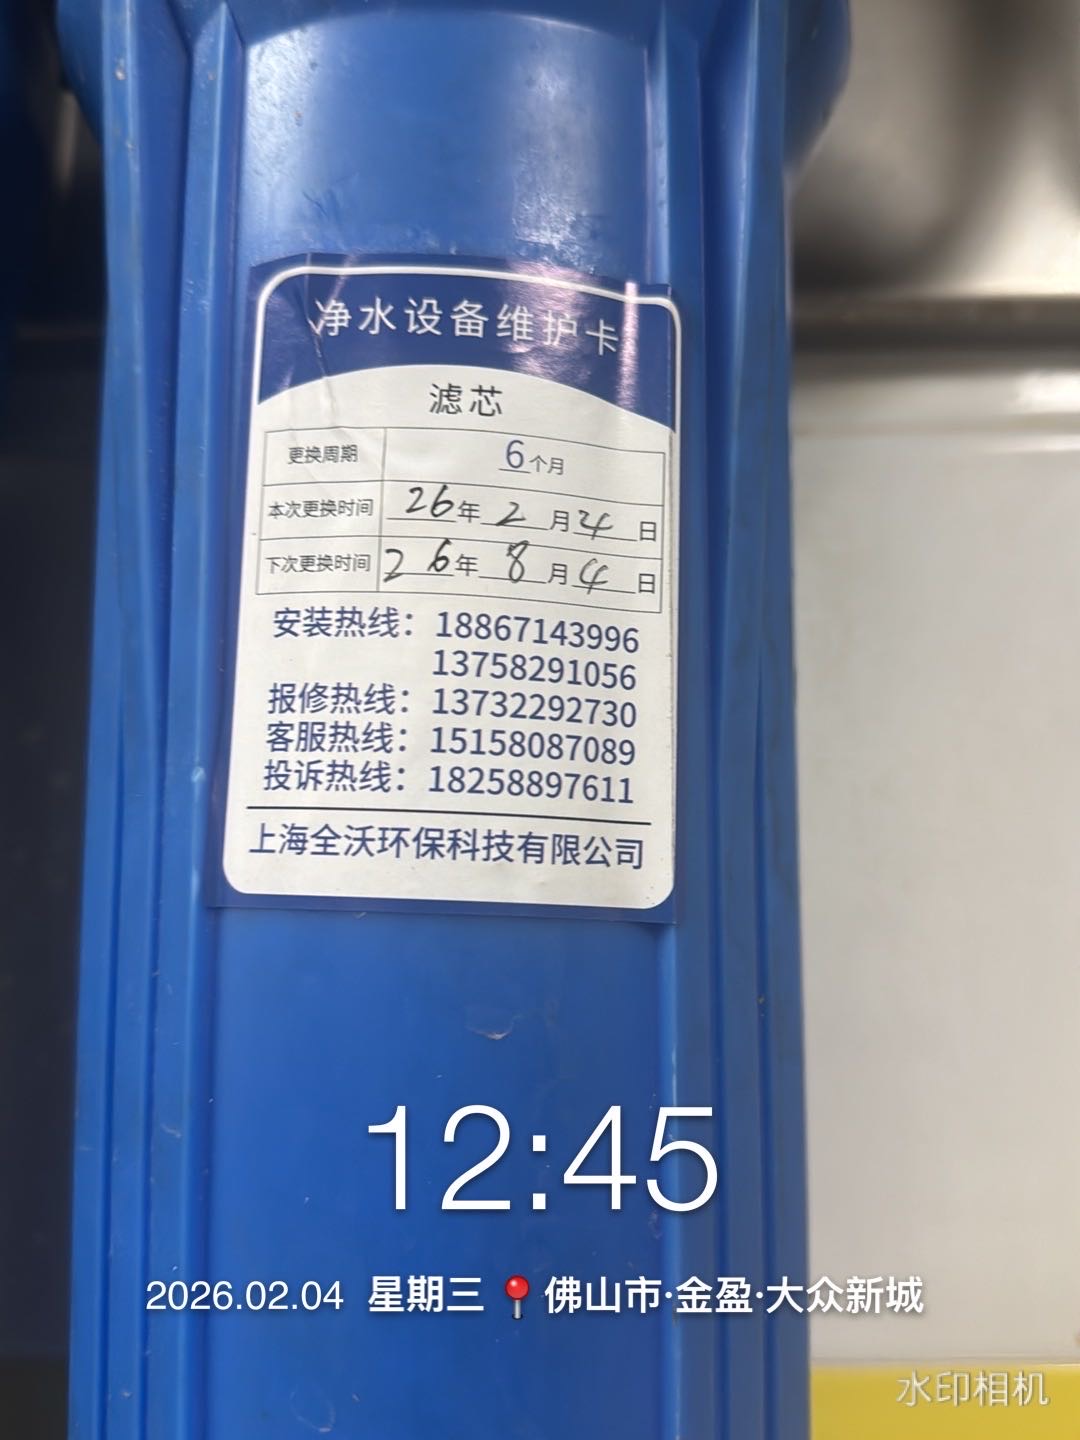 净水设备维护卡
滤芯
更换周期 6个月
本次更换时间 26年2月4日
下次更换时间 26年8月4日
安装热线：18867143996
13758291056
报修热线：13732292730
客服热线：15158087089
投诉热线：18258897611
上海全沃环保科技有限公司
12:45
2026.02.04 星期三 📍佛山市·金盈·大众新城
水印相机